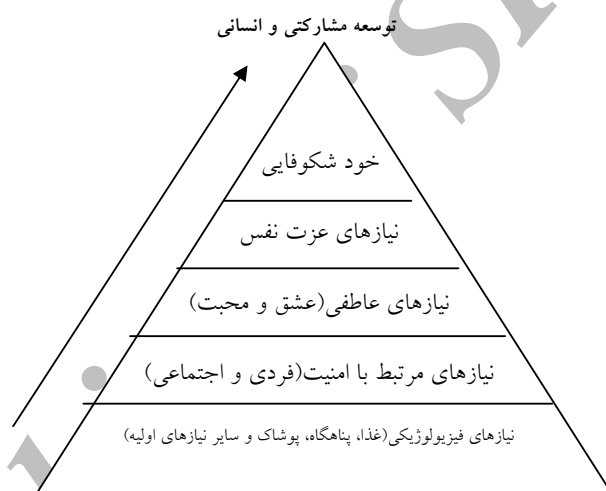 توسعه مشارکتی و انسانی
خود شکوفایی
نیازهای عزت نفس
نیازهای عاطفی(عشق و محبت)
نیازهای مرتبط با امنیت(فردی و اجتماعی)
نیازهای فیزیولوژیکی(غذا، پناهگاه، پوشاک و سایر نیازهای اولیه)